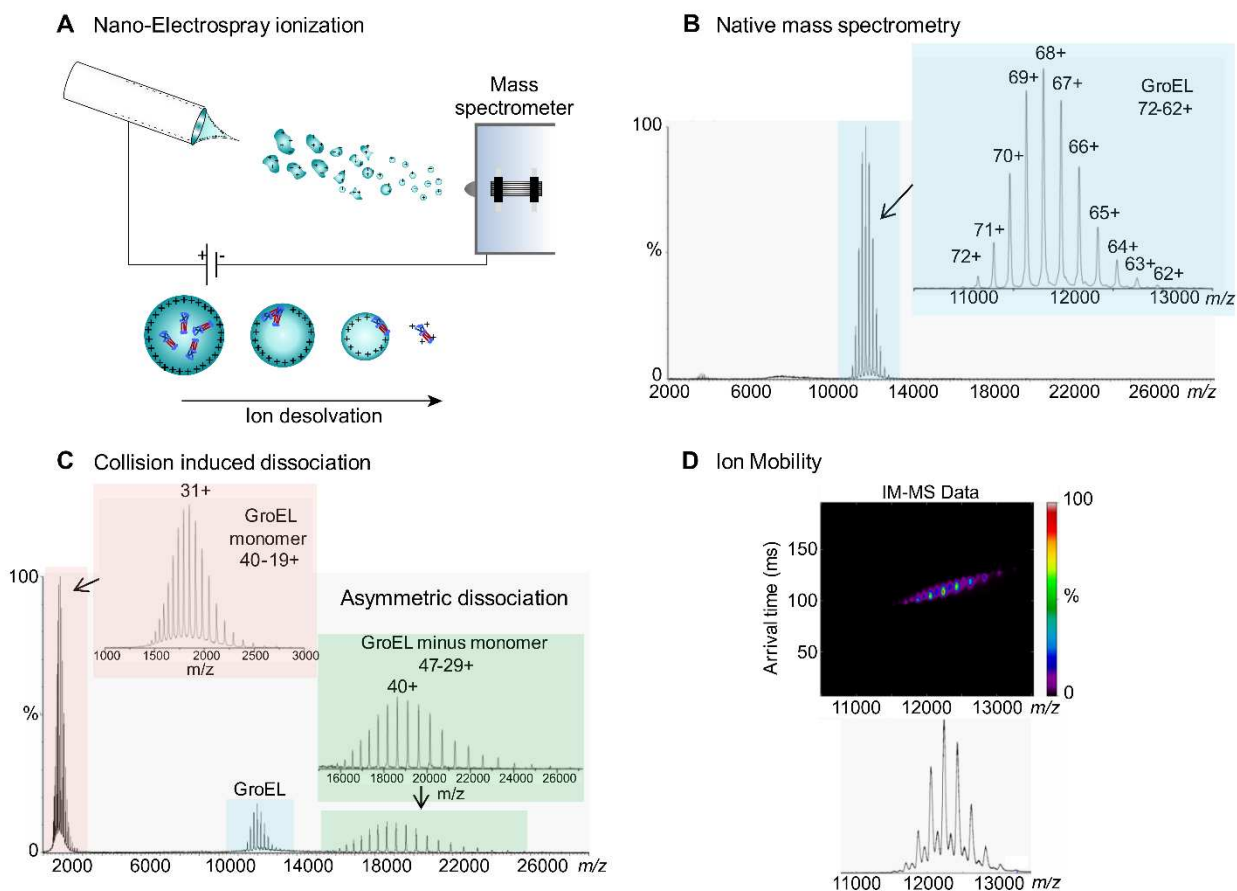 A Nano-Electrospray ionization
Mass
spectrometer
+ -
Ion desolvation
B Native mass spectrometry
68+
69+
67+
GroEL
72-62+
70+
66+
71+
65+
72+
64+
63+
62+
11000 12000 13000 m/z
100
%
0
2000 6000 10000 14000 18000 22000 26000 m/z
C Collision induced dissociation
31+
GroEL
monomer
40-19+
1000 1500 2000 2500 3000
m/z
100
%
0
Asymmetric dissociation
GroEL minus monomer
47-29+
40+
16000 18000 20000 22000 24000 26000
m/z
GroEL
2000 6000 10000 14000 18000 22000 26000 m/z
D Ion Mobility
IM-MS Data
100
%
0
Arrival time (ms)
150
100
50
11000 12000 13000 m/z
11000 12000 13000 m/z